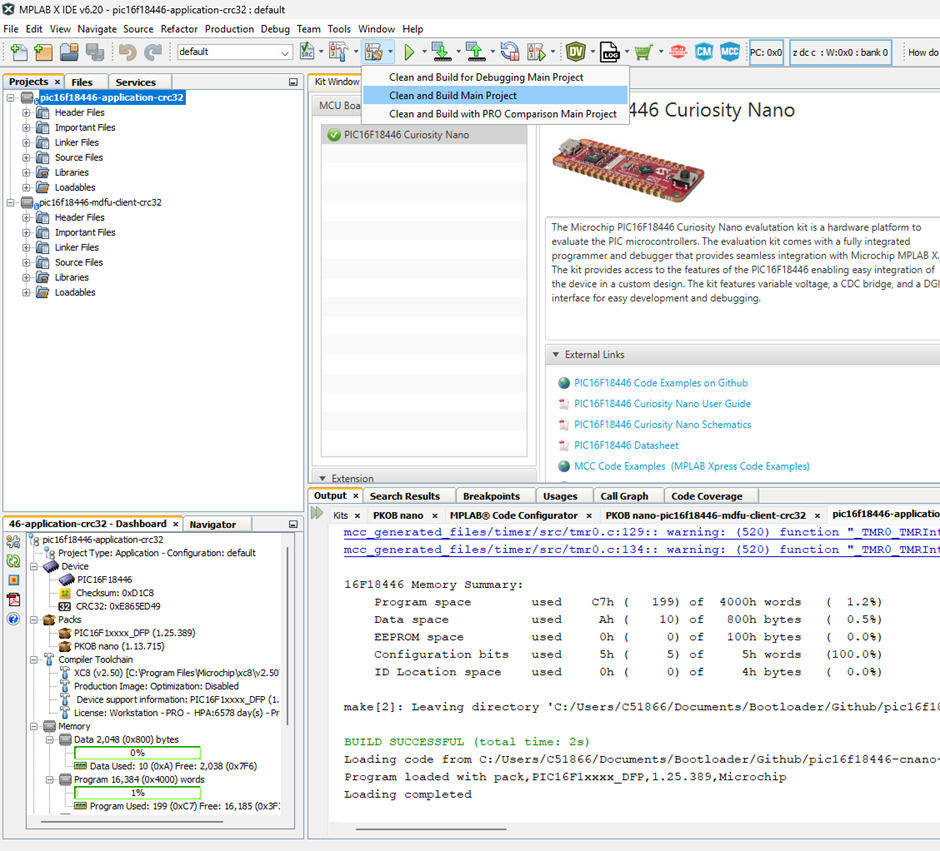 MPLAB X IDE v6.20 - pic16f18446-application-crc32 : default
File Edit View Navigate Source Refactor Production Debug Team Tools Window Help
default
DV
LOG
CM
MCC
PC: 0x0
z dc c : W:0x0 : bank 0
How do
Clean and Build for Debugging Main Project
Clean and Build Main Project
Clean and Build with PRO Comparison Main Project
Projects × Files Services
pic16f18446-application-crc32
Header Files
Important Files
Linker Files
Source Files
Libraries
Loadables
pic16f18446-mdfu-client-crc32
Header Files
Important Files
Linker Files
Source Files
Libraries
Loadables
Kit Window
MCU Boa
PIC16F18446 Curiosity Nano
Extension
46 Curiosity Nano
The Microchip PIC16F18446 Curiosity Nano evalutation kit is a hardware platform to
evaluate the PIC microcontrollers. The evaluation kit comes with a fully integrated
programmer and debugger that provides seamless integration with Microchip MPLAB X.
The kit provides access to the features of the PIC16F18446 enabling easy integration of
the device in a custom design. The kit features variable voltage, a CDC bridge, and a DGI
interface for easy development and debugging.
External Links
PIC16F18446 Code Examples on Github
PIC16F18446 Curiosity Nano User Guide
PIC16F18446 Curiosity Nano Schematics
PIC16F18446 Datasheet
MCC Code Examples (MPLAB Xpress Code Examples)
46-application-crc32 - Dashboard × Navigator
pic16f18446-application-crc32
Project Type: Application - Configuration: default
Device
PIC16F18446
Checksum: 0xD1C8
CRC32: 0xE865ED49
Packs
PIC16F1xxxx_DFP (1.25.389)
PKOB nano (1.13.715)
Compiler Toolchain
XC8 (v2.50) [C:\Program Files\Microchip\xc8\v2.50'
Production Image: Optimization: Disabled
Device support information: PIC16F1xxxx_DFP (1.
License: Workstation - PRO - HPA:6578 day(s) - Pr
Memory
Data 2,048 (0x800) bytes
0%
Data Used: 10 (0xA) Free: 2,038 (0x7F6)
Program 16,384 (0x4000) words
1%
Program Used: 199 (0xC7) Free: 16,185 (0x3F
Output × Search Results Breakpoints Usages Call Graph Code Coverage
Kits × PKOB nano × MPLAB® Code Configurator × PKOB nano-pic16f18446-mdfu-client-crc32 × pic16f18446-applicatio
mcc_generated_files/timer/src/tmr0.c:129:: warning: (520) function "_TMR0_TMRInt
mcc_generated_files/timer/src/tmr0.c:134:: warning: (520) function "_TMR0_TMRInt
16F18446 Memory Summary:
Program space used C7h ( 199) of 4000h words ( 1.2%)
Data space used Ah ( 10) of 800h bytes ( 0.5%)
EEPROM space used 0h ( 0) of 100h bytes ( 0.0%)
Configuration bits used 5h ( 5) of 5h words (100.0%)
ID Location space used 0h ( 0) of 4h bytes ( 0.0%)
make[2]: Leaving directory 'C:/Users/C51866/Documents/Bootloader/Github/pic16f18
BUILD SUCCESSFUL (total time: 2s)
Loading code from C:/Users/C51866/Documents/Bootloader/Github/pic16f18446-cnano-
Program loaded with pack,PIC16F1xxxx_DFP,1.25.389,Microchip
Loading completed